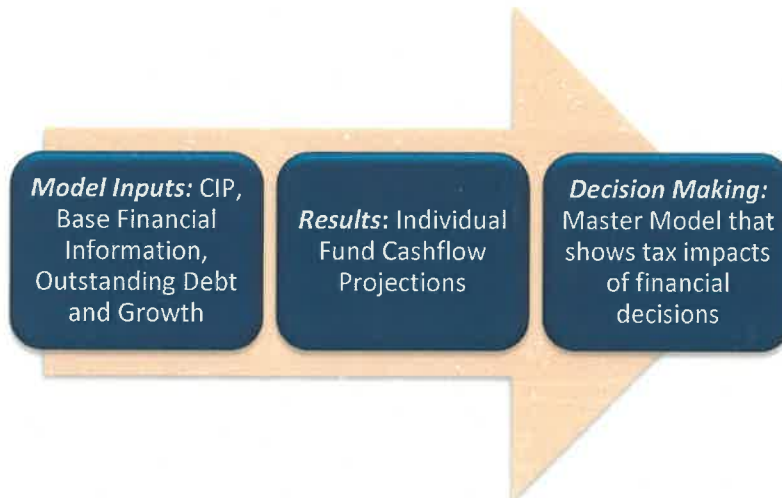 Model Inputs: CIP,
Base Financial
Information,
Outstanding Debt
and Growth
Results: Individual
Fund Cashflow
Projections
Decision Making:
Master Model that
shows tax impacts
of financial
decisions